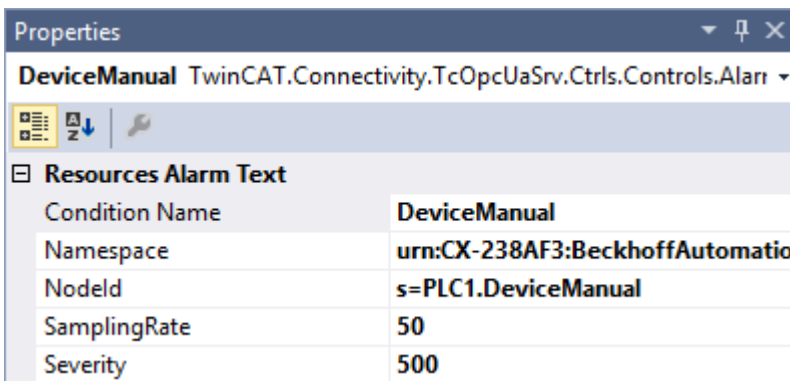 Properties
DeviceManual TwinCAT.Connectivity.TcOpcUaSrv.Ctrls.Controls.Alarr
Resources Alarm Text
Condition Name DeviceManual
Namespace urn:CX-238AF3:BeckhoffAutomatio
NodeId s=PLC1.DeviceManual
SamplingRate 50
Severity 500